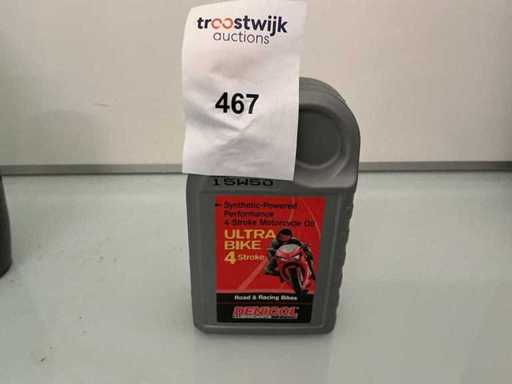 troostwijk
auctions
467
15W50
Synthetic-Powered
Performance
4-Stroke Motorcycle Oil
ULTRA
BIKE
4 Stroke
Road & Racing Bikes
DENICOL
LUBRICANTS